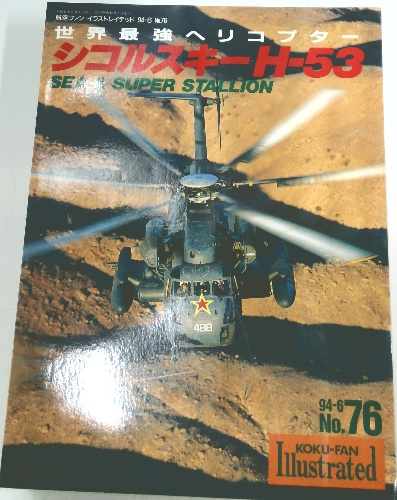 航空ファン イラストレイテッド 94-6 No.76
世界最強ヘリコプター
シコルスキーH-53
SEA & SUPER STALLION
488
94-6
No.76
KOKU-FAN
Illustrated